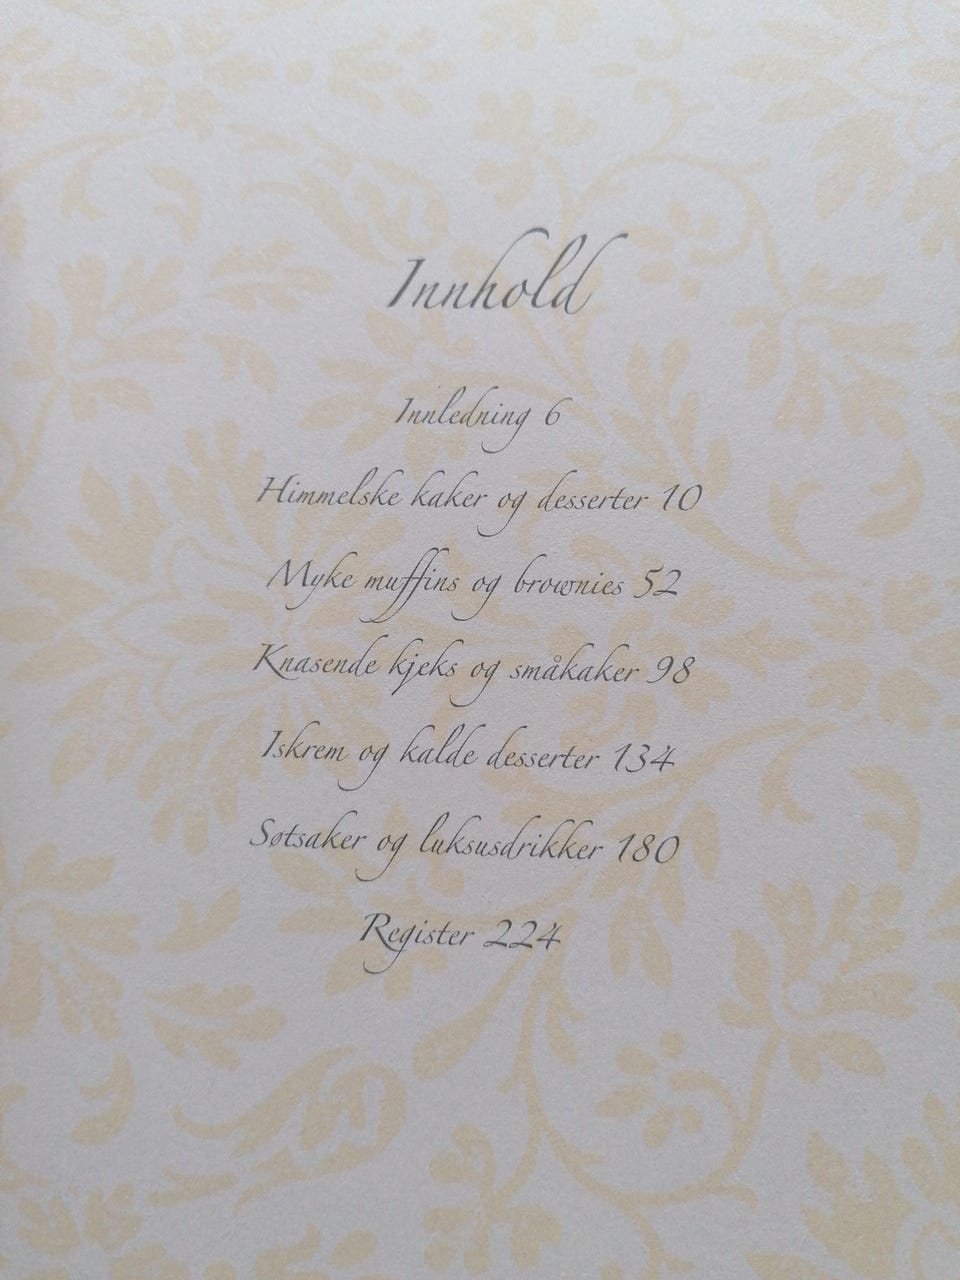 Innhold
Innledning 6
Himmelske kaker og desserter 10
Myke muffins og brownies 52
Knasende kjeks og småkaker 98
Iskrem og kalde desserter 134
Søtsaker og luksusdrikker 180
Register 224